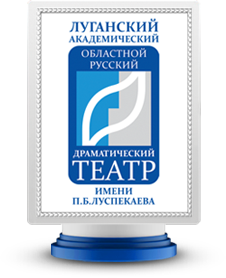 ЛУГАНСКИЙ
АКАДЕМИЧЕСКИЙ
ОБЛАСТНОЙ РУССКИЙ
ДРАМАТИЧЕСКИЙ
ТЕАТР
ИМЕНИ
П.Б.ЛУСПЕКАЕВА